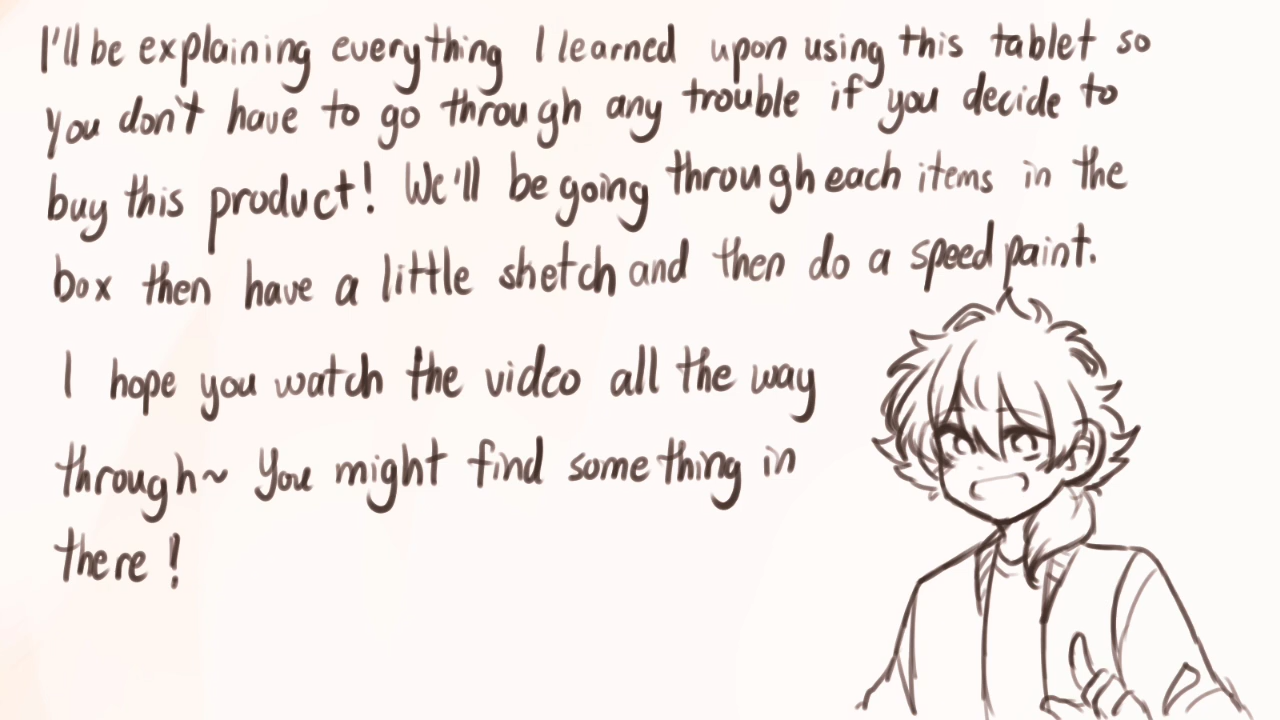 I'll be explaining everything I learned upon using this tablet so
you don't have to go through any trouble if you decide to
buy this product! We'll be going through each items in the
box then have a little sketch and then do a speed paint.
I hope you watch the video all the way
through~ You might find something in
there!